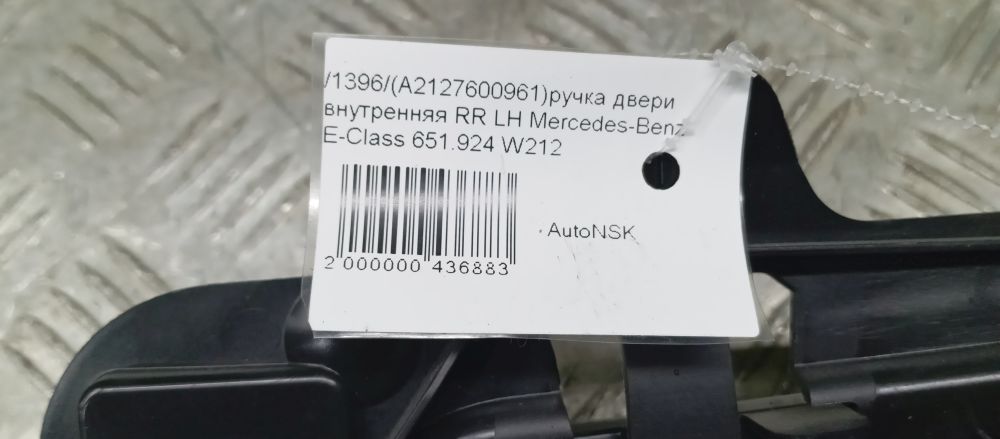 /1396/(A2127600961)ручка двери
внутренняя RR LH Mercedes-Benz
E-Class 651.924 W212
AutoNSK
2 000000 436883